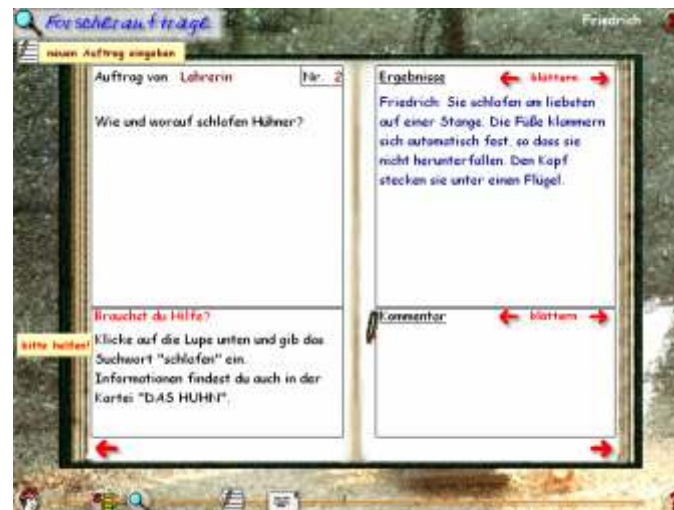 Forscheraufträge
Friedrich
neuen Auftrag eingeben
Auftrag von Lehrerin
Nr. 2
Wie und worauf schlafen Hühner?
Brauchst du Hilfe?
bitte helfen!
Klicke auf die Lupe unten und gib das
Suchwort "schlafen" ein.
Informationen findest du auch in der
Kartei "DAS HUHN".
Ergebnisse
blättern
Friedrich: Sie schlafen am liebsten
auf einer Stange. Die Füße klammern
sich automatisch fest, so dass sie
nicht herunterfallen. Den Kopf
stecken sie unter einen Flügel.
Kommentar
blättern